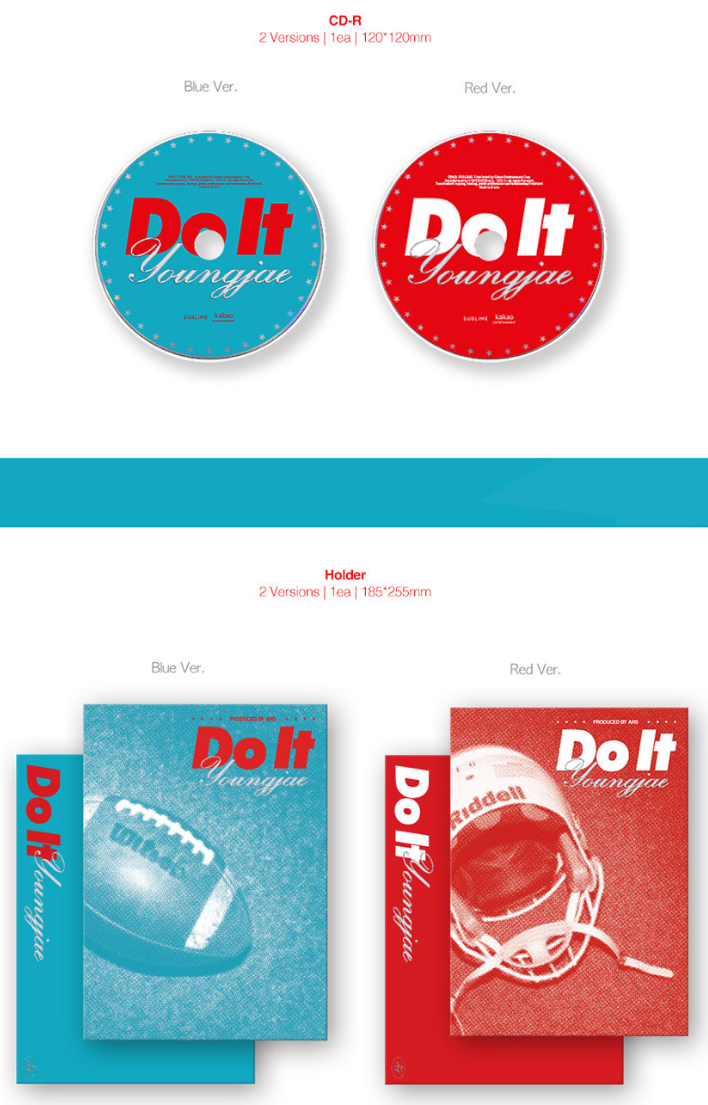 CD-R
2 Versions | 1ea | 120*120mm
Blue Ver.
Red Ver.
Do It
Youngjae
SUBLIME kakao
Do It
Youngjae
SUBLIME kakao
Holder
2 Versions | 1ea | 185*255mm
Blue Ver.
Red Ver.
Do It
Youngjae
PRODUCED BY ARS
Do It
Youngjae
Wilson
Do It
Youngjae
PRODUCED BY ARS
Do It
Youngjae
Riddell